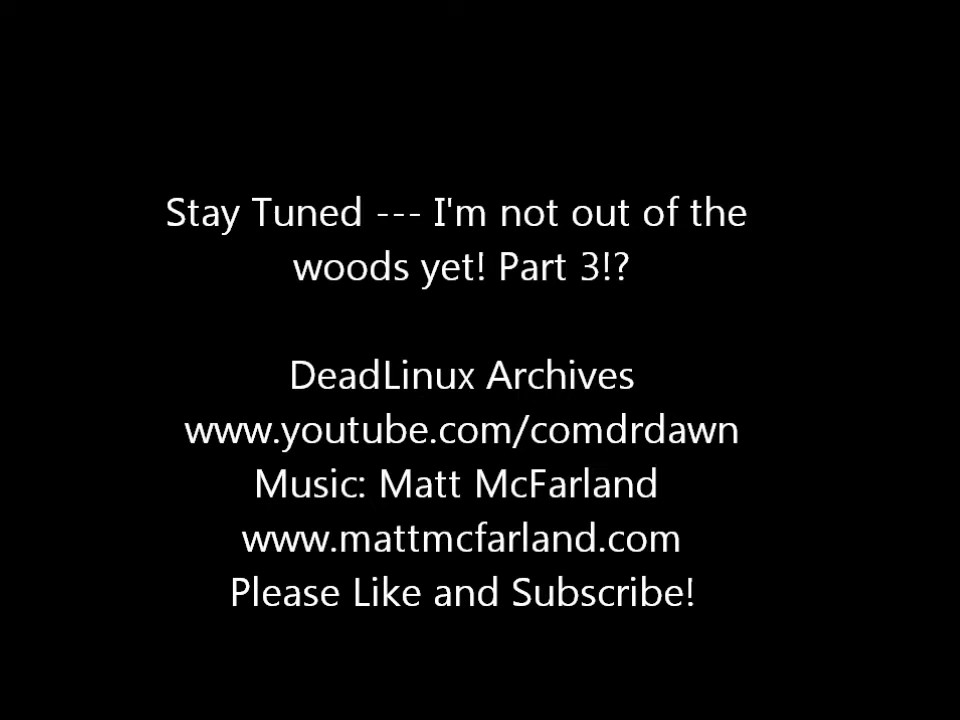 Stay Tuned --- I'm not out of the
woods yet! Part 3!?
DeadLinux Archives
www.youtube.com/comdrdawn
Music: Matt McFarland
www.mattmcfarland.com
Please Like and Subscribe!